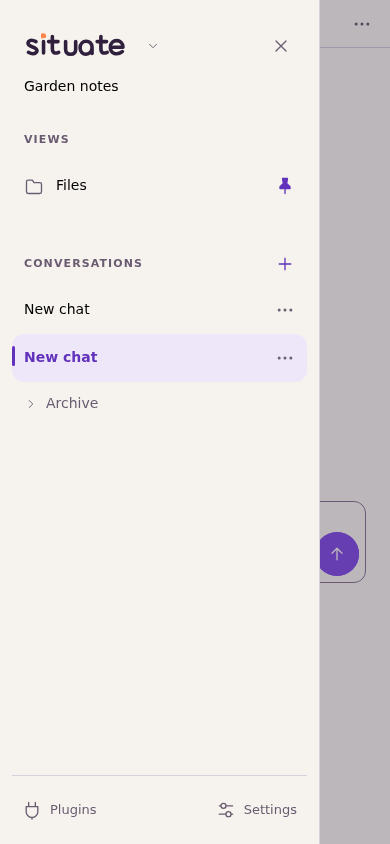 situate
Garden notes
VIEWS
Files
CONVERSATIONS
New chat
New chat
Archive
Plugins
Settings